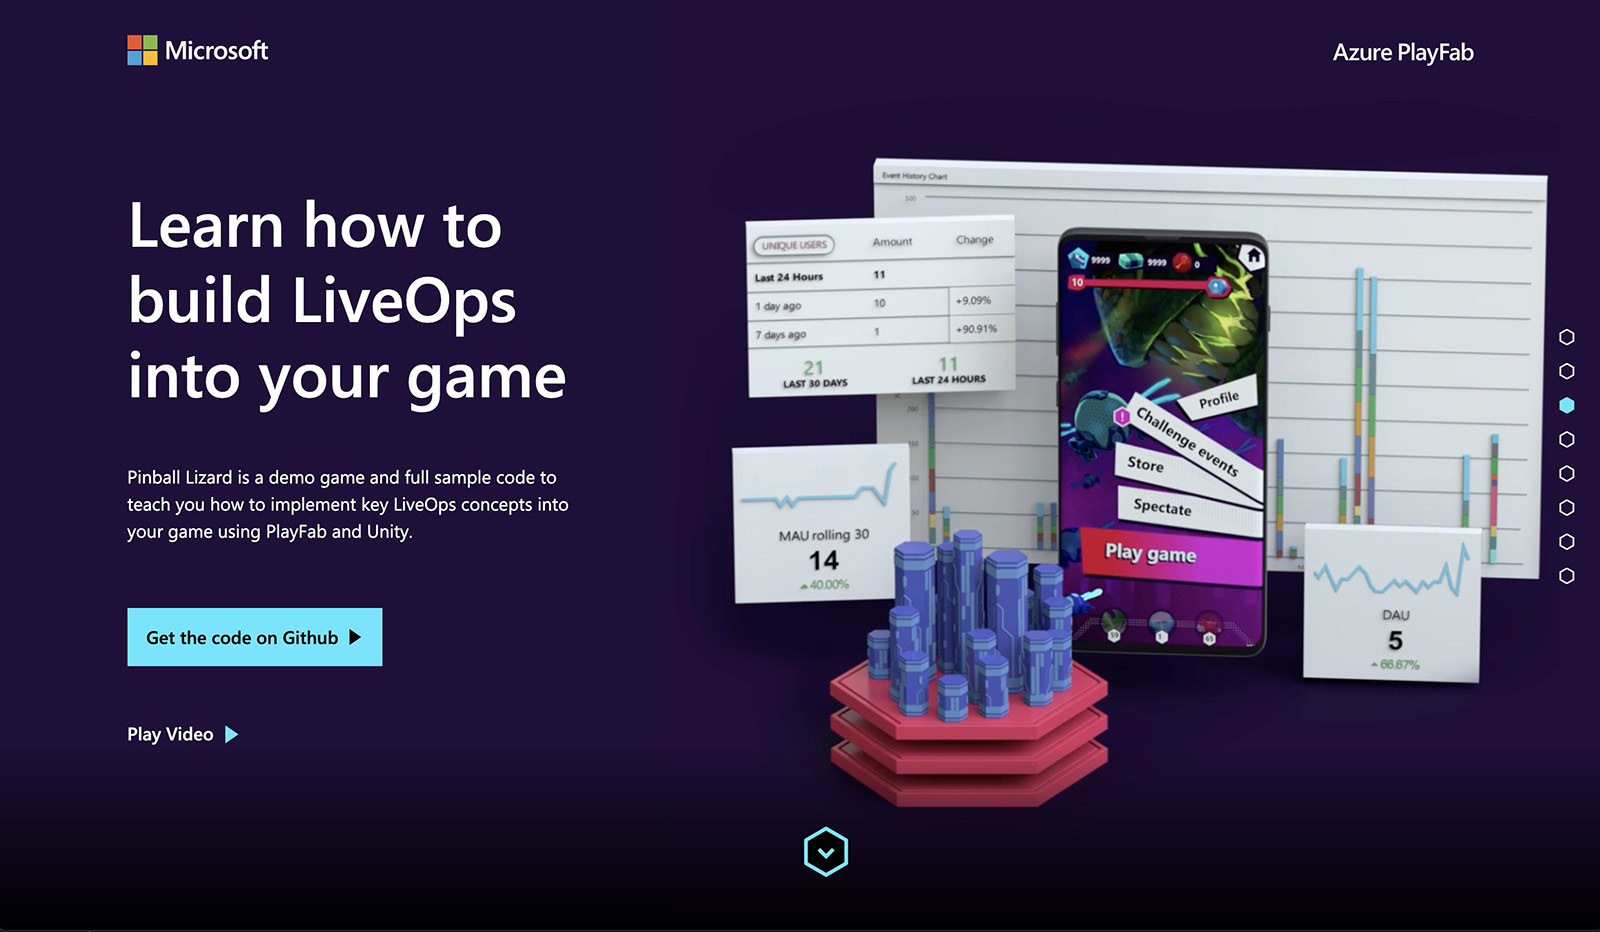 Microsoft
Azure PlayFab
Learn how to
build LiveOps
into your game
Pinball Lizard is a demo game and full sample code to
teach you how to implement key LiveOps concepts into
your game using PlayFab and Unity.
Get the code on Github
Play Video
Event History Chart
500
200
UNIQUE USERS Amount Change
Last 24 Hours 11
1 day ago 10 +9.09%
7 days ago 1 +90.91%
21 11
LAST 30 DAYS LAST 24 HOURS
MAU rolling 30
14
40.00%
9999 9999 0
10
Profile
Challenge events
Store
Spectate
Play game
59 1 65
DAU
5
66.67%